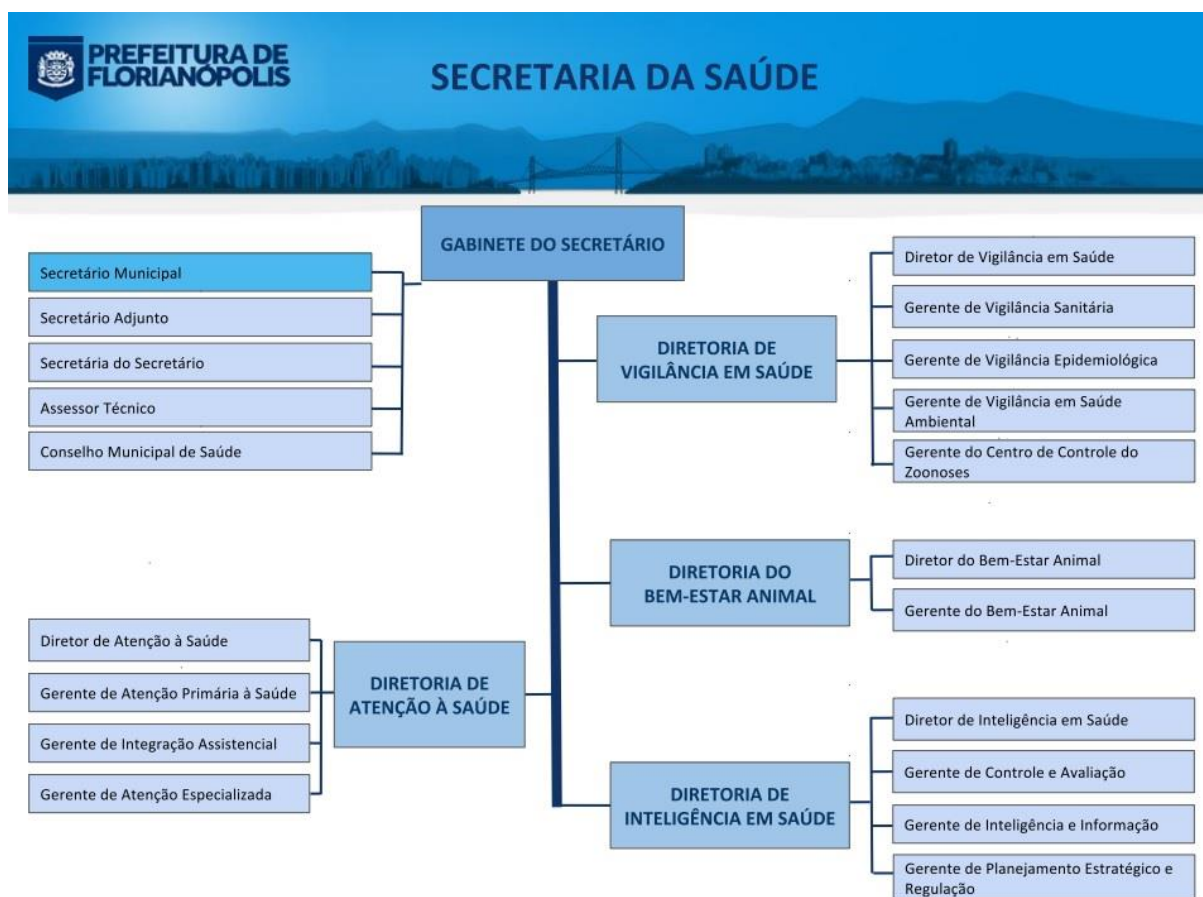 PREFEITURA DE
FLORIANÓPOLIS
SECRETARIA DA SAÚDE
GABINETE DO SECRETÁRIO
Secretário Municipal
Secretário Adjunto
Secretária do Secretário
Assessor Técnico
Conselho Municipal de Saúde
DIRETORIA DE
VIGILÂNCIA EM SAÚDE
Diretor de Vigilância em Saúde
Gerente de Vigilância Sanitária
Gerente de Vigilância Epidemiológica
Gerente de Vigilância em Saúde
Ambiental
Gerente do Centro de Controle do
Zoonoses
DIRETORIA DO
BEM-ESTAR ANIMAL
Diretor do Bem-Estar Animal
Gerente do Bem-Estar Animal
Diretor de Atenção à Saúde
Gerente de Atenção Primária à Saúde
Gerente de Integração Assistencial
Gerente de Atenção Especializada
DIRETORIA DE
ATENÇÃO À SAÚDE
DIRETORIA DE
INTELIGÊNCIA EM SAÚDE
Diretor de Inteligência em Saúde
Gerente de Controle e Avaliação
Gerente de Inteligência e Informação
Gerente de Planejamento Estratégico e
Regulação